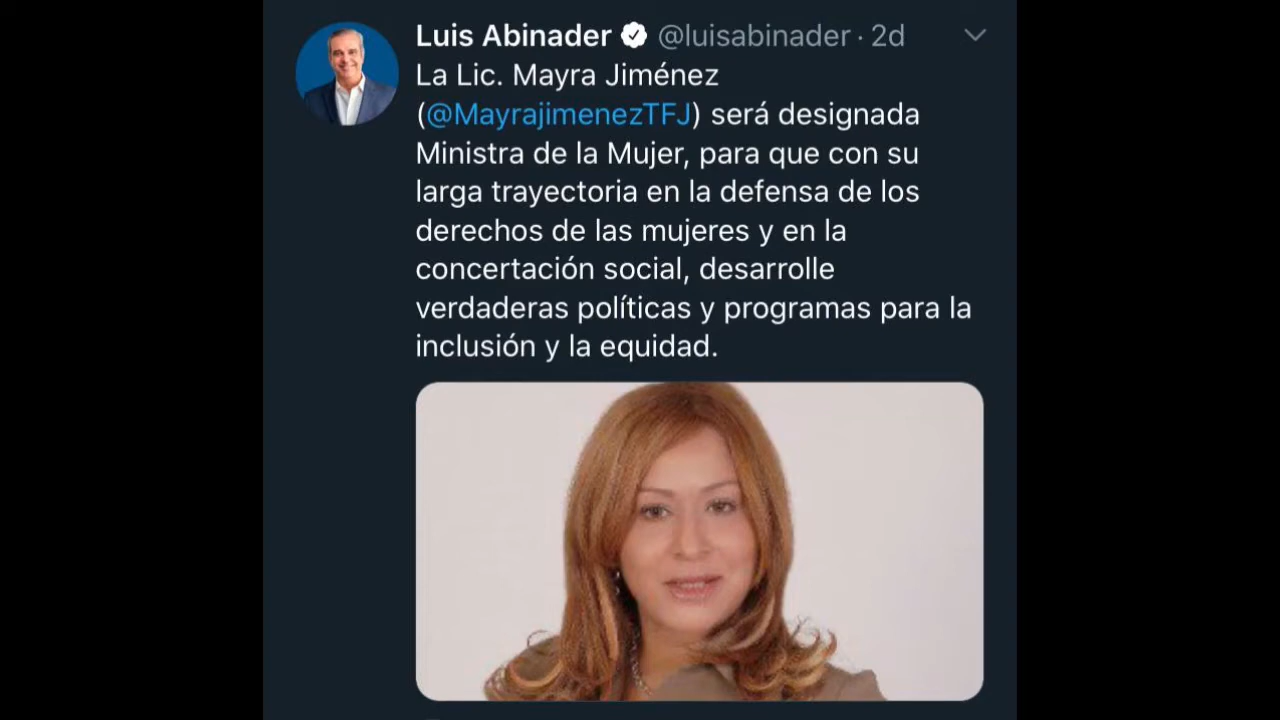 Luis Abinader @luisabinader · 2d
La Lic. Mayra Jiménez
(@MayrajimenezTFJ) será designada
Ministra de la Mujer, para que con su
larga trayectoria en la defensa de los
derechos de las mujeres y en la
concertación social, desarrolle
verdaderas políticas y programas para la
inclusión y la equidad.